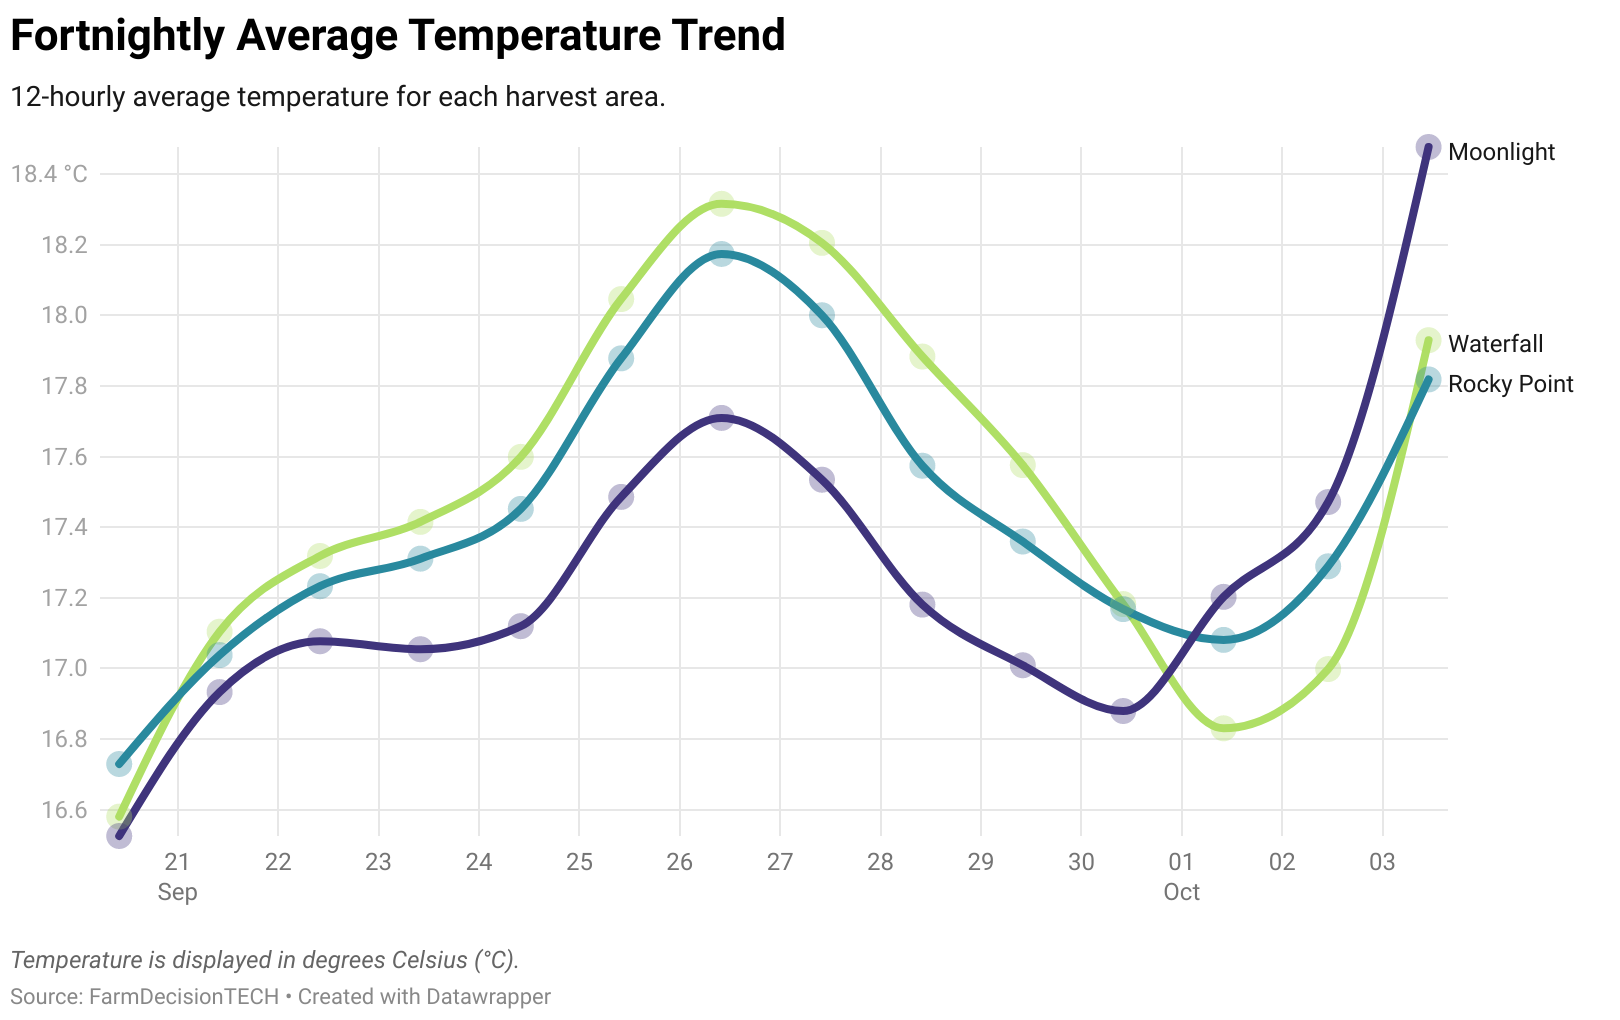 Fortnightly Average Temperature Trend
12-hourly average temperature for each harvest area.
18.4 °C
18.2
18.0
17.8
17.6
17.4
17.2
17.0
16.8
16.6
Moonlight
Waterfall
Rocky Point
21 22 23 24 25 26 27 28 29 30 01 02 03
Sep Oct
Temperature is displayed in degrees Celsius (°C).
Source: FarmDecisionTECH • Created with Datawrapper